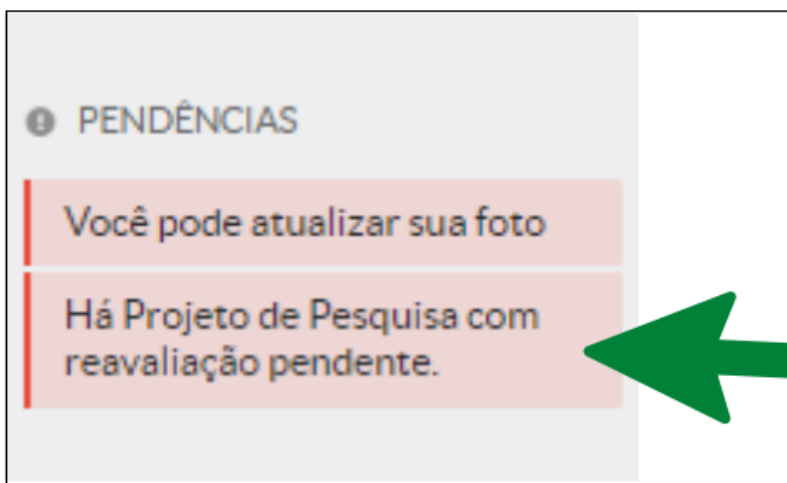 PENDÊNCIAS
Você pode atualizar sua foto
Há Projeto de Pesquisa com
reavaliação pendente.